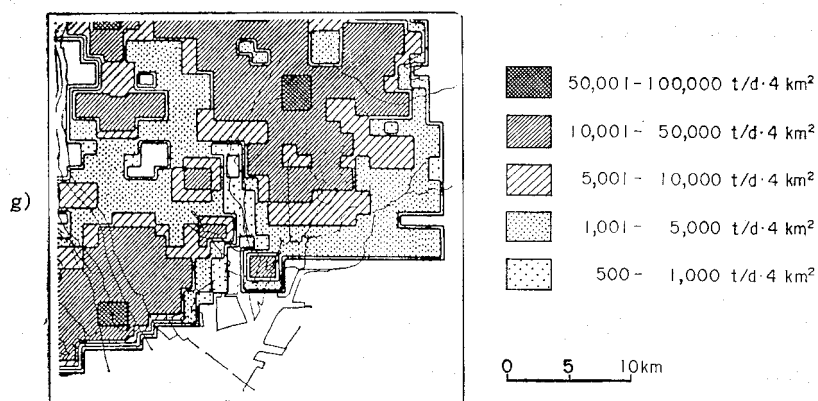 50,001-100,000 t/d·4 km²
10,001- 50,000 t/d·4 km²
5,001- 10,000 t/d·4 km²
g)
1,001- 5,000 t/d·4 km²
500- 1,000 t/d·4 km²
0 5 10km